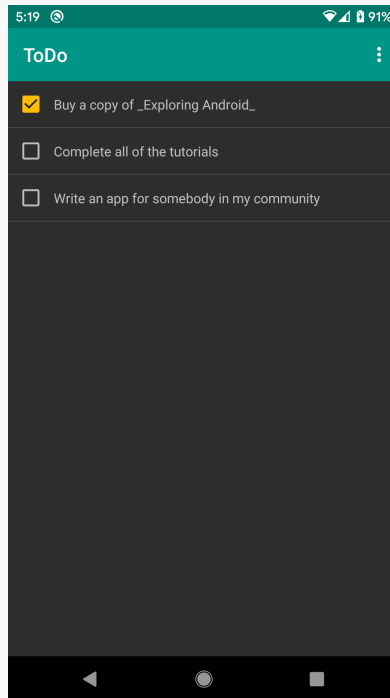 5:19 91%
ToDo
Buy a copy of _Exploring Android_
Complete all of the tutorials
Write an app for somebody in my community